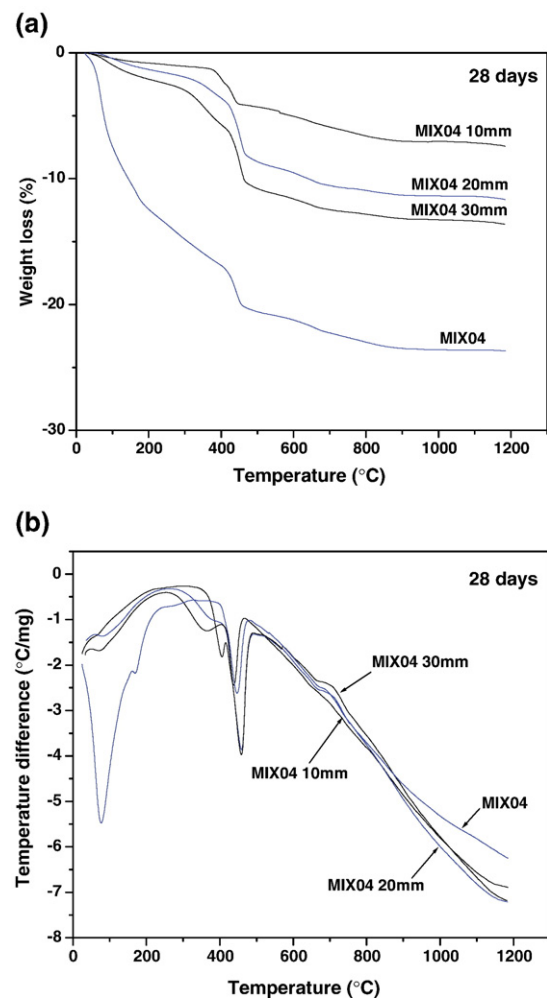 (a)
0
28 days
MIX04 10mm
-10
MIX04 20mm
MIX04 30mm
-20
MIX04
-30
0 200 400 600 800 1000 1200
Weight loss (%)
Temperature (°C)
(b)
0
28 days
-1
-2
MIX04 30mm
-3
-4
MIX04 10mm
-5
MIX04
-6
MIX04 20mm
-7
-8
0 200 400 600 800 1000 1200
Temperature difference (°C/mg)
Temperature (°C)